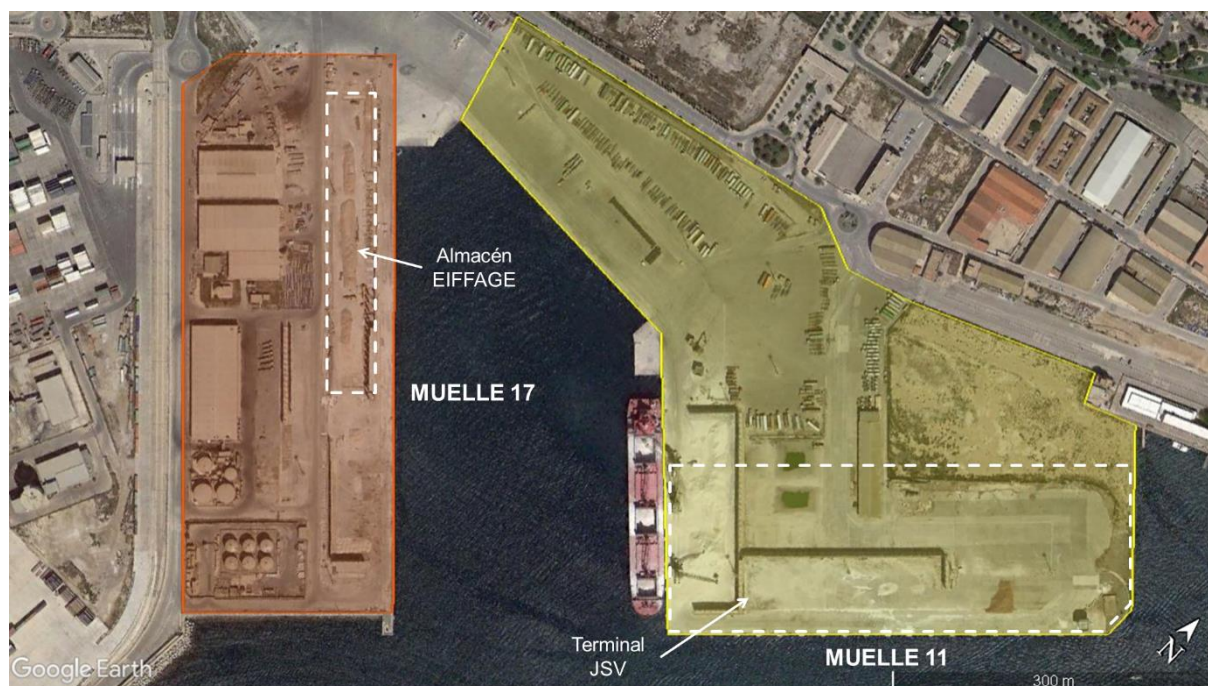 Almacén
EIFFAGE
MUELLE 17
Terminal
JSV
MUELLE 11
N
Google Earth
300 m